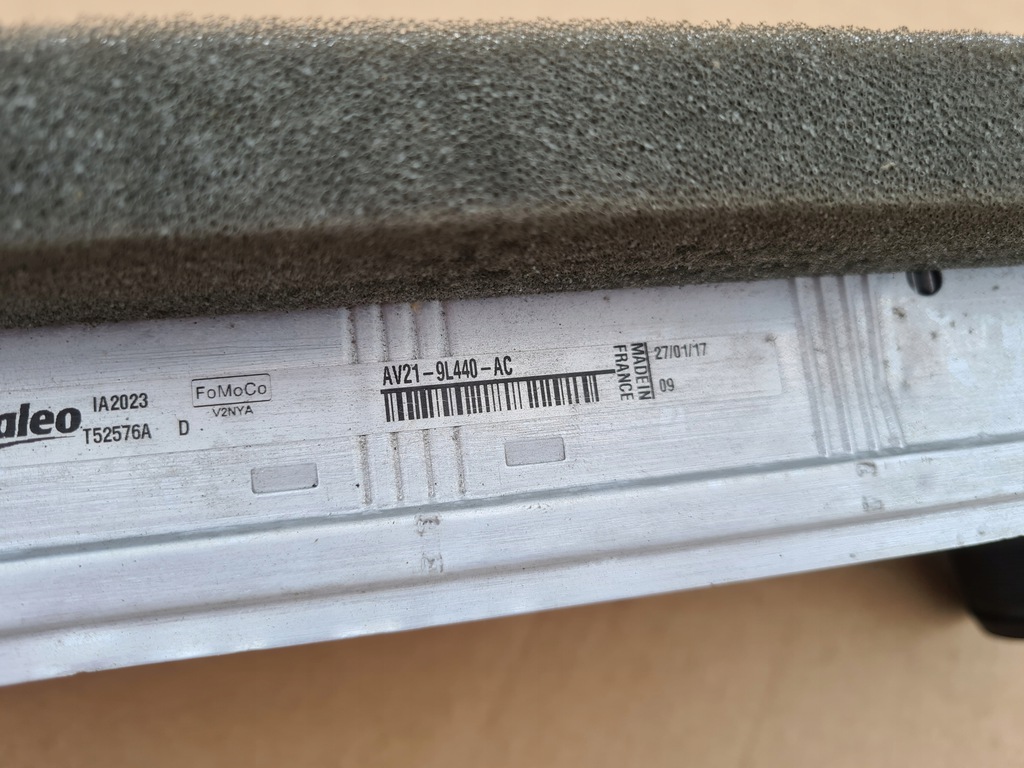 aleo
IA2023
T52576A D
FoMoCo
V2NYA
AV21-9L440-AC
MADE IN
FRANCE
27/01/17
09